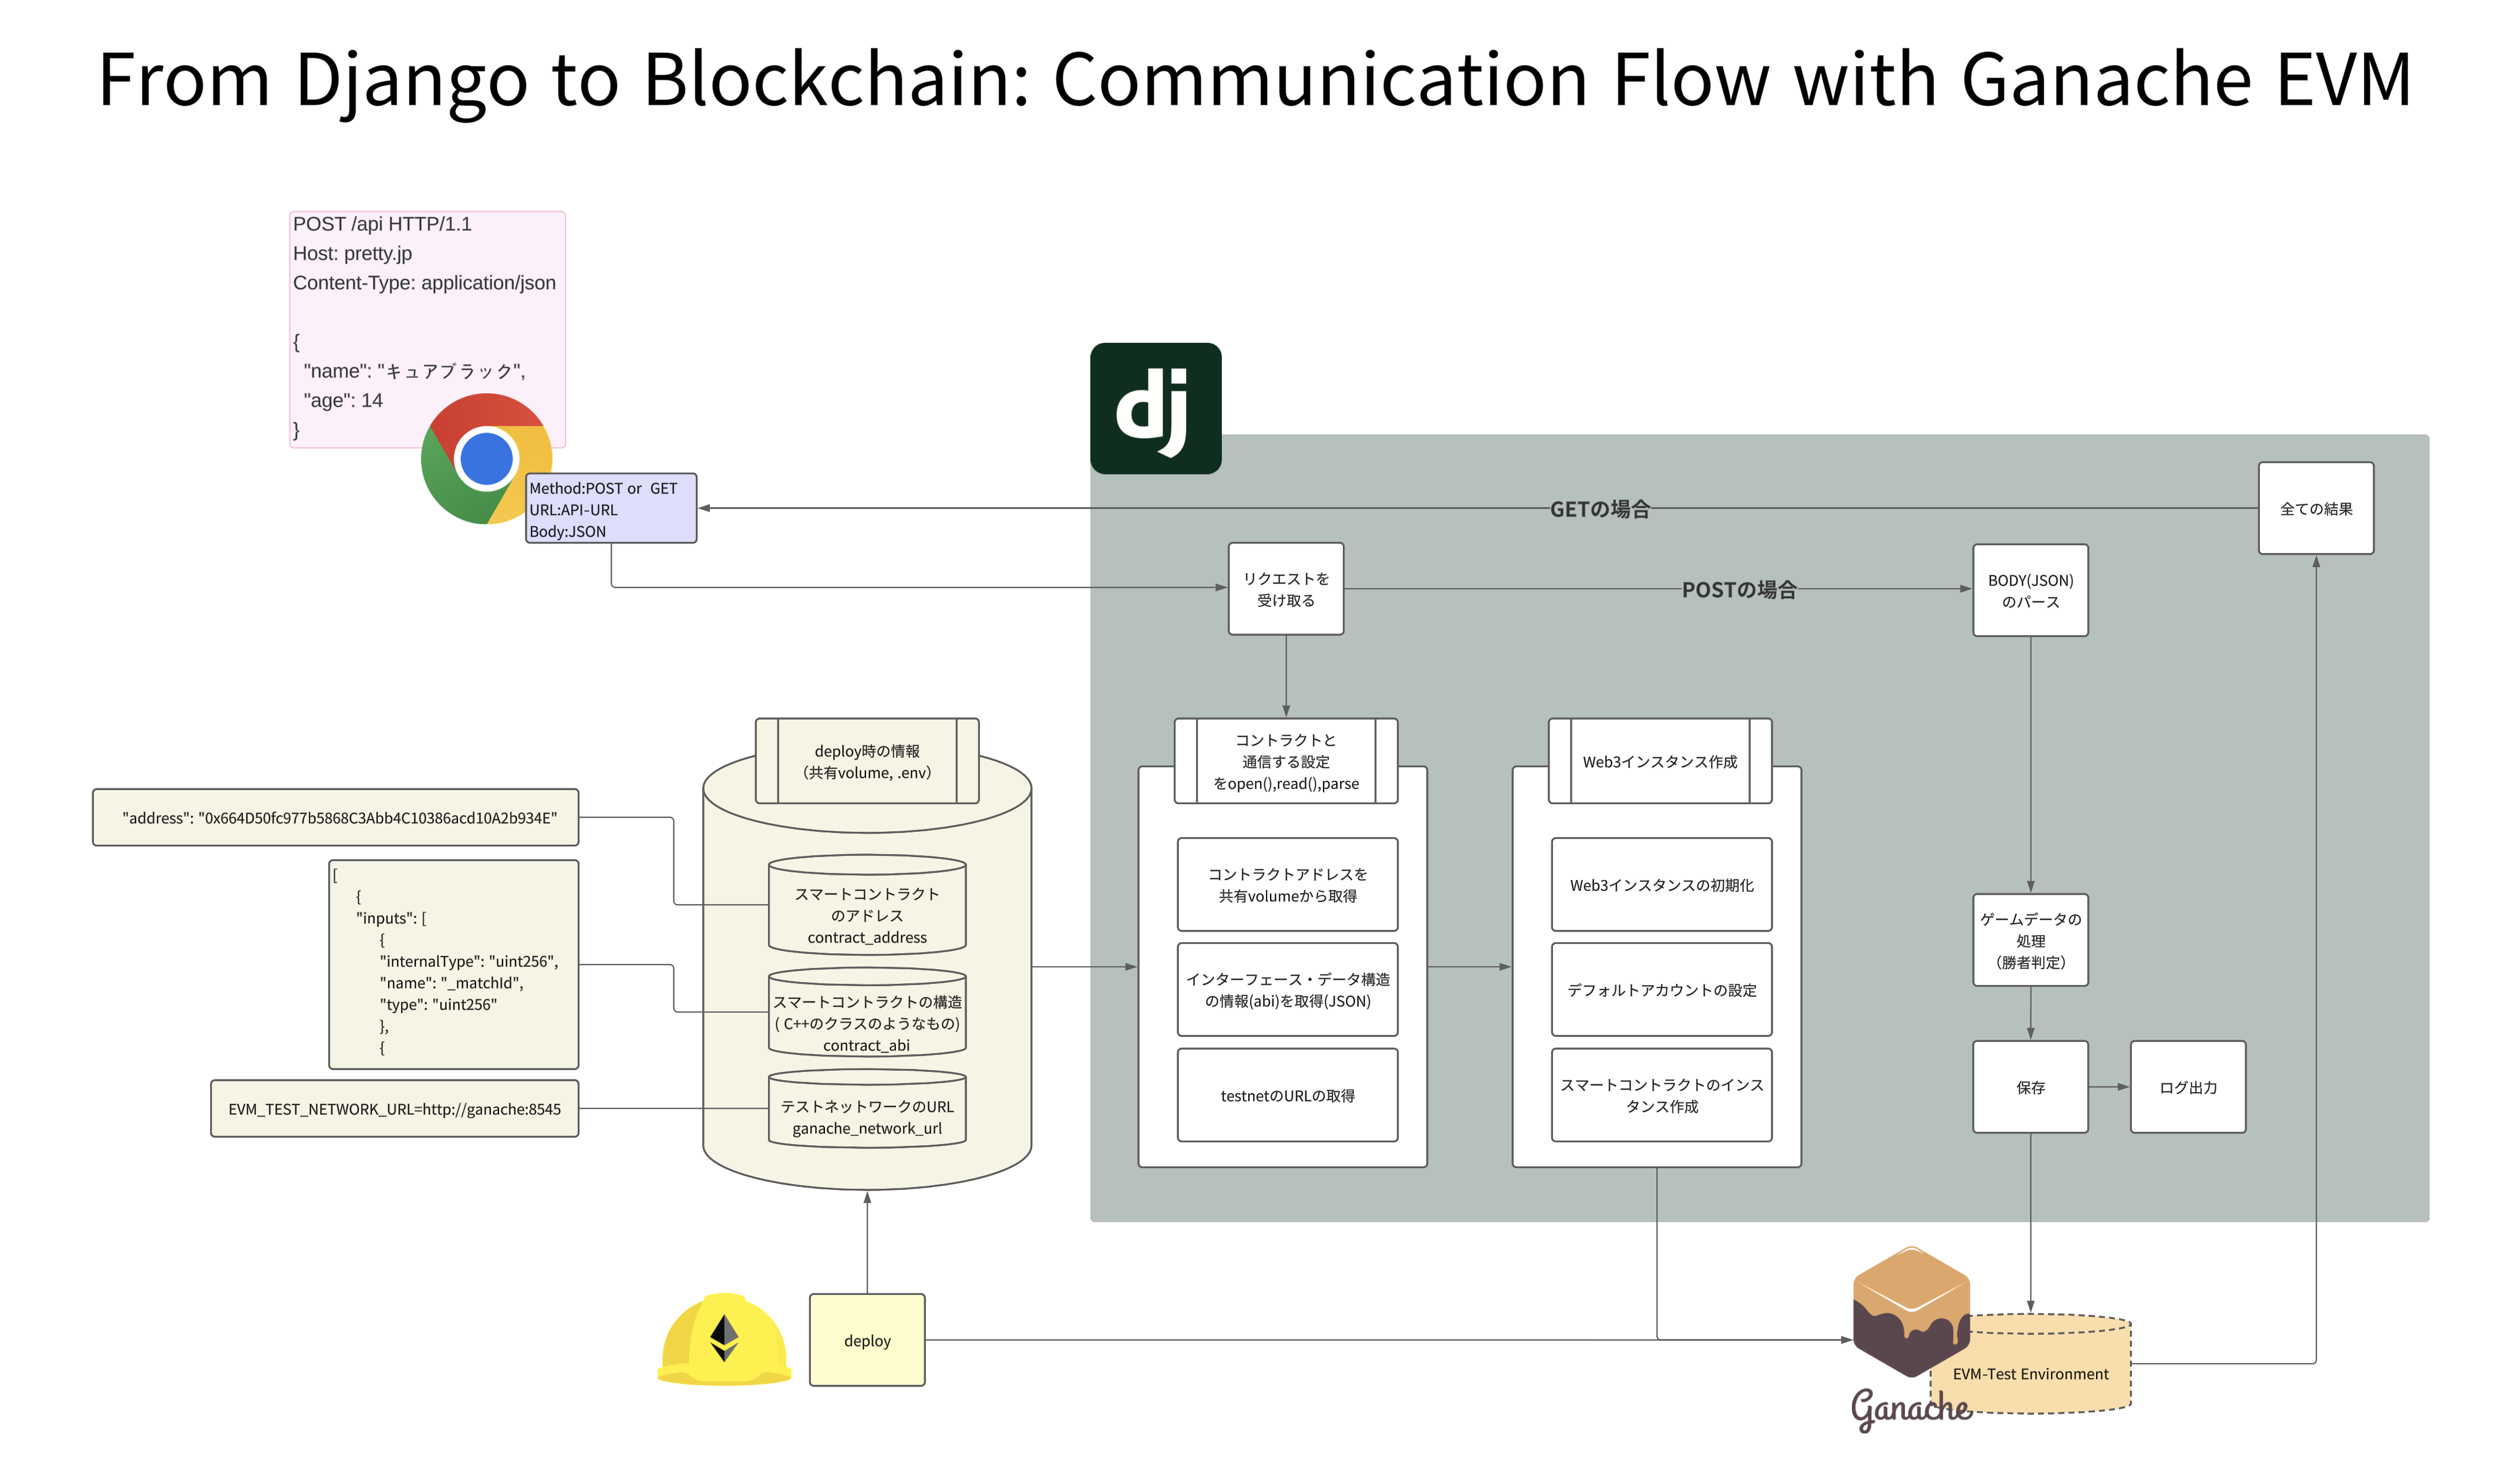 From Django to Blockchain: Communication Flow with Ganache EVM
POST /api HTTP/1.1
Host: pretty.jp
Content-Type: application/json
{
"name": "キュアブラック",
"age": 14
}
Method:POST or  GET
URL:API-URL
Body:JSON
dj
GETの場合
全ての結果
リクエストを
受け取る
POSTの場合
BODY(JSON)
のパース
deploy時の情報
（共有volume, .env）
コントラクトと
通信する設定
をopen(),read(),parse
Web3インスタンス作成
"address": "0x664D50fc977b5868C3Abb4C10386acd10A2b934E"
[
{
"inputs": [
{
"internalType": "uint256",
"name": "_matchId",
"type": "uint256"
},
{
EVM_TEST_NETWORK_URL=http://ganache:8545
スマートコントラクト
のアドレス
contract_address
スマートコントラクトの構造
( C++のクラスのようなもの)
contract_abi
テストネットワークのURL
ganache_network_url
コントラクトアドレスを
共有volumeから取得
インターフェース・データ構造
の情報(abi)を取得(JSON)
testnetのURLの取得
Web3インスタンスの初期化
デフォルトアカウントの設定
スマートコントラクトのインス
タンス作成
ゲームデータの
処理
（勝者判定）
保存
ログ出力
deploy
EVM-Test Environment
Ganache